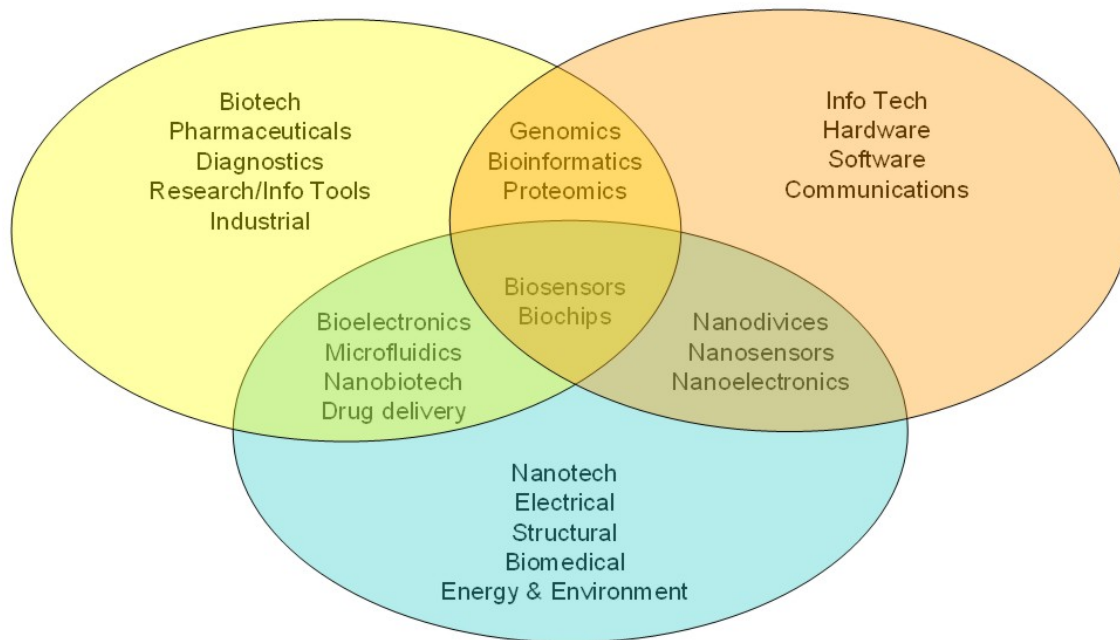 Biotech
Pharmaceuticals
Diagnostics
Research/Info Tools
Industrial
Genomics
Bioinformatics
Proteomics
Info Tech
Hardware
Software
Communications
Biosensors
Biochips
Bioelectronics
Microfluidics
Nanobiotech
Drug delivery
Nanodivices
Nanosensors
Nanoelectronics
Nanotech
Electrical
Structural
Biomedical
Energy & Environment